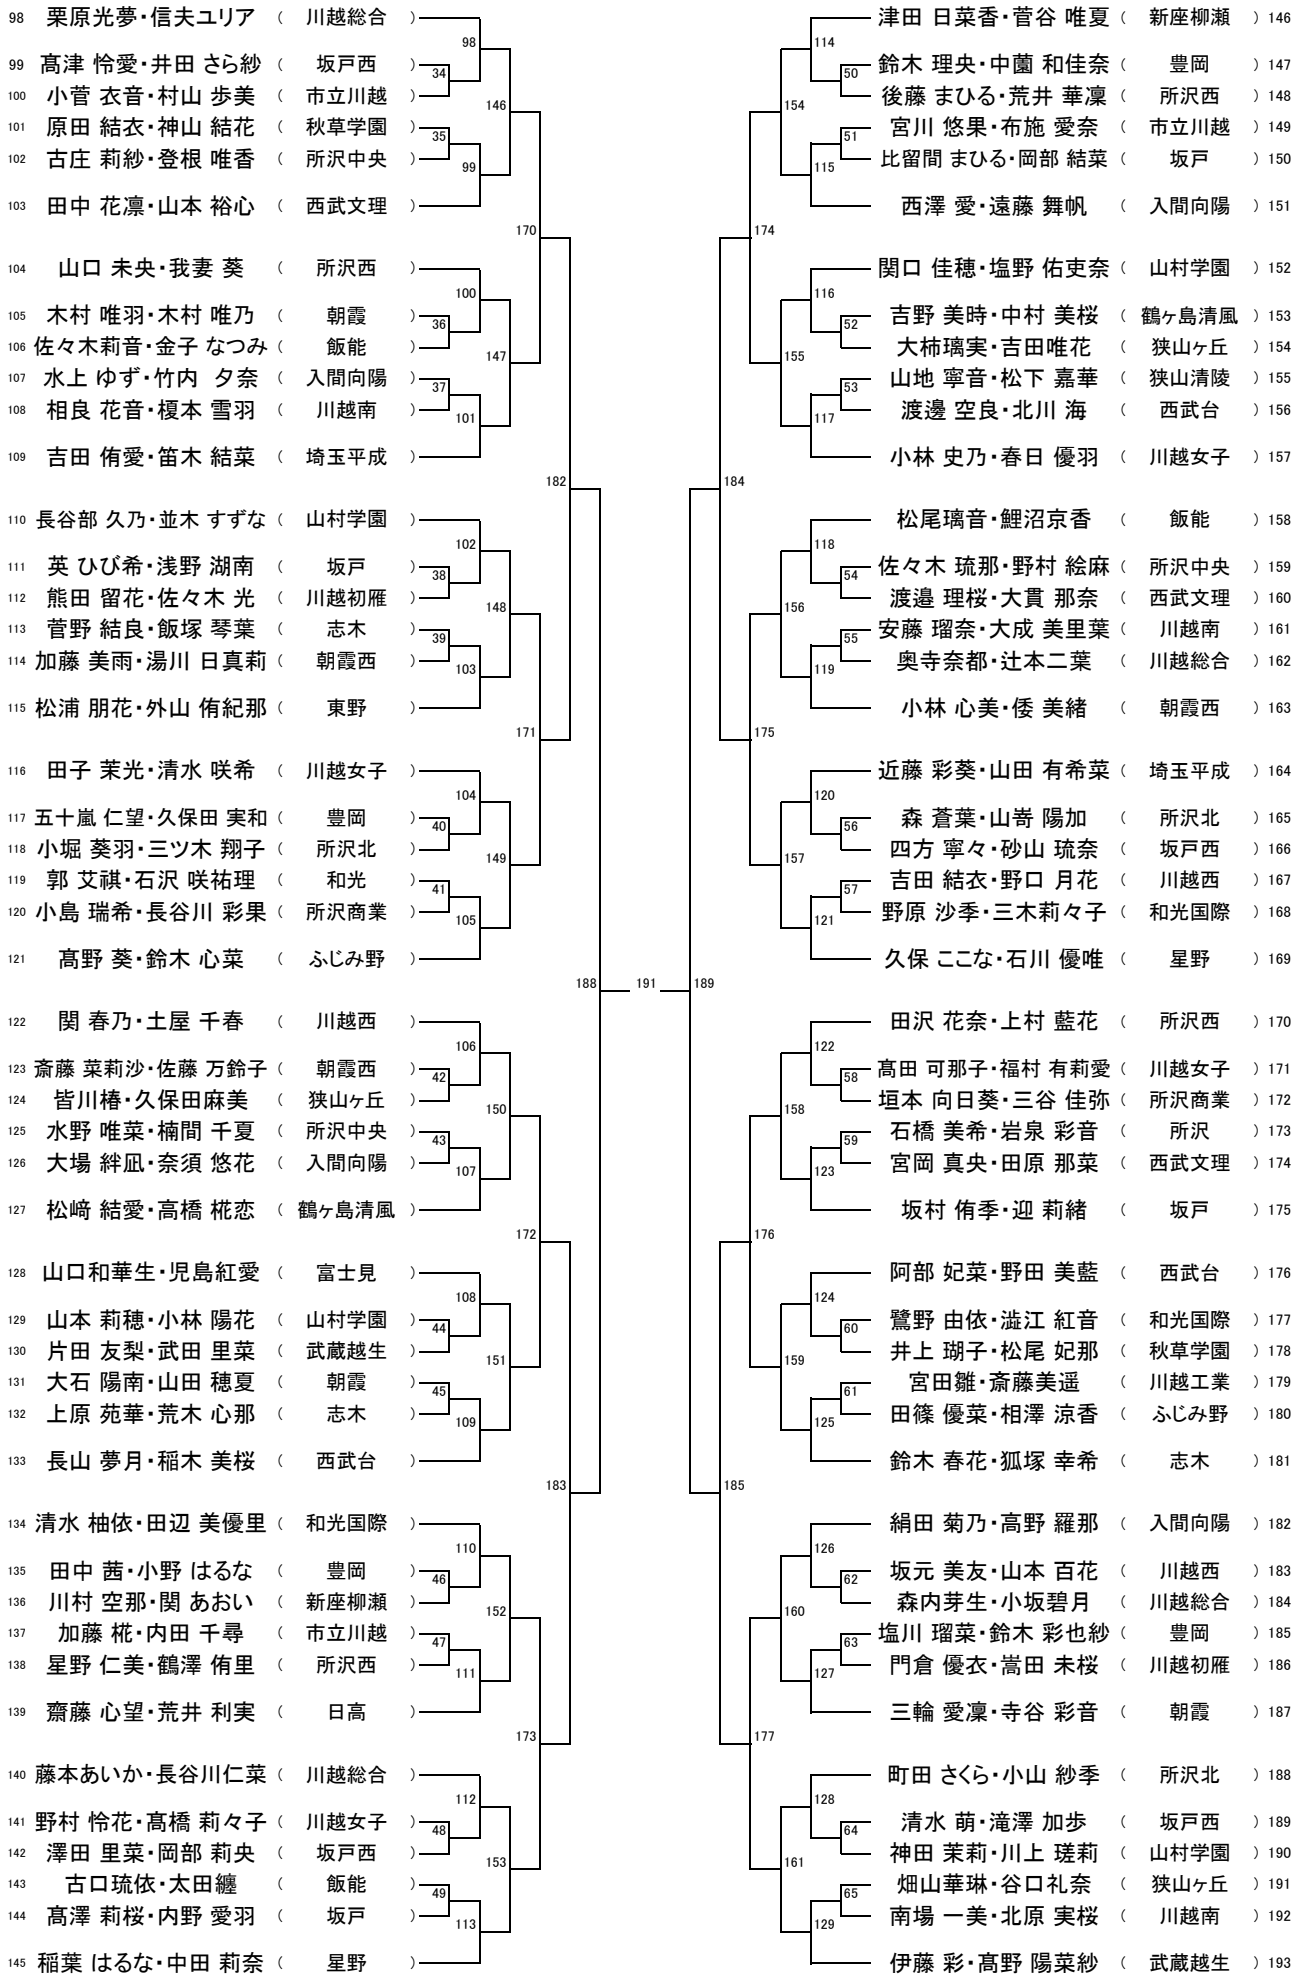 98 栗原光夢・信夫ユリア （ 川越総合 ）
98
99 髙津 怜愛・井田 さら紗 （ 坂戸西 ）
34
100 小菅 衣音・村山 歩美 （ 市立川越 ）
146
101 原田 結衣・神山 結花 （ 秋草学園 ）
35
102 古庄 莉紗・登根 唯香 （ 所沢中央 ）
99
103 田中 花凛・山本 裕心 （ 西武文理 ）
170
104 山口 未央・我妻 葵 （ 所沢西 ）
100
105 木村 唯羽・木村 唯乃 （ 朝霞 ）
36
106 佐々木莉音・金子 なつみ （ 飯能 ）
147
107 水上 ゆず・竹内 夕奈 （ 入間向陽 ）
37
108 相良 花音・榎本 雪羽 （ 川越南 ）
101
109 吉田 侑愛・笛木 結菜 （ 埼玉平成 ）
182
110 長谷部 久乃・並木 すずな （ 山村学園 ）
102
111 英 ひび希・浅野 湖南 （ 坂戸 ）
38
112 熊田 留花・佐々木 光 （ 川越初雁 ）
148
113 菅野 結良・飯塚 琴葉 （ 志木 ）
39
114 加藤 美雨・湯川 日真莉 （ 朝霞西 ）
103
115 松浦 朋花・外山 侑紀那 （ 東野 ）
171
116 田子 茉光・清水 咲希 （ 川越女子 ）
104
117 五十嵐 仁望・久保田 実和 （ 豊岡 ）
40
118 小堀 葵羽・三ツ木 翔子 （ 所沢北 ）
149
119 郭 艾祺・石沢 咲祐理 （ 和光 ）
41
120 小島 瑞希・長谷川 彩果 （ 所沢商業 ）
105
121 髙野 葵・鈴木 心菜 （ ふじみ野 ）
188 191 189
122 関 春乃・土屋 千春 （ 川越西 ）
106
123 斎藤 菜莉沙・佐藤 万鈴子 （ 朝霞西 ）
42
124 皆川椿・久保田麻美 （ 狭山ヶ丘 ）
150
125 水野 唯菜・楠間 千夏 （ 所沢中央 ）
43
126 大場 絆凪・奈須 悠花 （ 入間向陽 ）
107
127 松﨑 結愛・高橋 椛恋 （ 鶴ヶ島清風 ）
172
128 山口和華生・児島紅愛 （ 富士見 ）
108
129 山本 莉穂・小林 陽花 （ 山村学園 ）
44
130 片田 友梨・武田 里菜 （ 武蔵越生 ）
151
131 大石 陽南・山田 穂夏 （ 朝霞 ）
45
132 上原 苑華・荒木 心那 （ 志木 ）
109
133 長山 夢月・稲木 美桜 （ 西武台 ）
183
134 清水 柚依・田辺 美優里 （ 和光国際 ）
110
135 田中 茜・小野 はるな （ 豊岡 ）
46
136 川村 空那・関 あおい （ 新座柳瀬 ）
152
137 加藤 椛・内田 千尋 （ 市立川越 ）
47
138 星野 仁美・鶴澤 侑里 （ 所沢西 ）
111
139 齋藤 心望・荒井 利実 （ 日高 ）
173
140 藤本あいか・長谷川仁菜 （ 川越総合 ）
112
141 野村 怜花・髙橋 莉々子 （ 川越女子 ）
48
142 澤田 里菜・岡部 莉央 （ 坂戸西 ）
153
143 古口琉依・太田纏 （ 飯能 ）
49
144 髙澤 莉桜・内野 愛羽 （ 坂戸 ）
113
145 稲葉 はるな・中田 莉奈 （ 星野 ）
津田 日菜香・菅谷 唯夏 （ 新座柳瀬 ） 146
114
鈴木 理央・中薗 和佳奈 （ 豊岡 ） 147
50
後藤 まひる・荒井 華凜 （ 所沢西 ） 148
154
宮川 悠果・布施 愛奈 （ 市立川越 ） 149
51
比留間 まひる・岡部 結菜 （ 坂戸 ） 150
115
西澤 愛・遠藤 舞帆 （ 入間向陽 ） 151
174
関口 佳穂・塩野 佑吏奈 （ 山村学園 ） 152
116
吉野 美時・中村 美桜 （ 鶴ヶ島清風 ） 153
52
大柿璃実・吉田唯花 （ 狭山ヶ丘 ） 154
155
山地 寧音・松下 嘉華 （ 狭山清陵 ） 155
53
渡邊 空良・北川 海 （ 西武台 ） 156
117
小林 史乃・春日 優羽 （ 川越女子 ） 157
184
松尾璃音・鯉沼京香 （ 飯能 ） 158
118
佐々木 琉那・野村 絵麻 （ 所沢中央 ） 159
54
渡邉 理桜・大貫 那奈 （ 西武文理 ） 160
156
安藤 瑠奈・大成 美里葉 （ 川越南 ） 161
55
奥寺奈都・辻本二葉 （ 川越総合 ） 162
119
小林 心美・倭 美緒 （ 朝霞西 ） 163
175
近藤 彩葵・山田 有希菜 （ 埼玉平成 ） 164
120
森 蒼葉・山嵜 陽加 （ 所沢北 ） 165
56
四方 寧々・砂山 琉奈 （ 坂戸西 ） 166
157
吉田 結衣・野口 月花 （ 川越西 ） 167
57
野原 沙季・三木莉々子 （ 和光国際 ） 168
121
久保 ここな・石川 優唯 （ 星野 ） 169
田沢 花奈・上村 藍花 （ 所沢西 ） 170
122
髙田 可那子・福村 有莉愛 （ 川越女子 ） 171
58
垣本 向日葵・三谷 佳弥 （ 所沢商業 ） 172
158
石橋 美希・岩泉 彩音 （ 所沢 ） 173
59
宮岡 真央・田原 那菜 （ 西武文理 ） 174
123
坂村 侑季・迎 莉緒 （ 坂戸 ） 175
176
阿部 妃菜・野田 美藍 （ 西武台 ） 176
124
鷺野 由依・澁江 紅音 （ 和光国際 ） 177
60
井上 瑚子・松尾 妃那 （ 秋草学園 ） 178
159
宮田雛・斎藤美遥 （ 川越工業 ） 179
61
田篠 優菜・相澤 涼香 （ ふじみ野 ） 180
125
鈴木 春花・狐塚 幸希 （ 志木 ） 181
185
絹田 菊乃・高野 羅那 （ 入間向陽 ） 182
126
坂元 美友・山本 百花 （ 川越西 ） 183
62
森内芽生・小坂碧月 （ 川越総合 ） 184
160
塩川 瑠菜・鈴木 彩也紗 （ 豊岡 ） 185
63
門倉 優衣・嵩田 未桜 （ 川越初雁 ） 186
127
三輪 愛凜・寺谷 彩音 （ 朝霞 ） 187
177
町田 さくら・小山 紗季 （ 所沢北 ） 188
128
清水 萌・滝澤 加歩 （ 坂戸西 ） 189
64
神田 茉莉・川上 瑳莉 （ 山村学園 ） 190
161
畑山華琳・谷口礼奈 （ 狭山ヶ丘 ） 191
65
南場 一美・北原 実桜 （ 川越南 ） 192
129
伊藤 彩・髙野 陽菜紗 （ 武蔵越生 ） 193